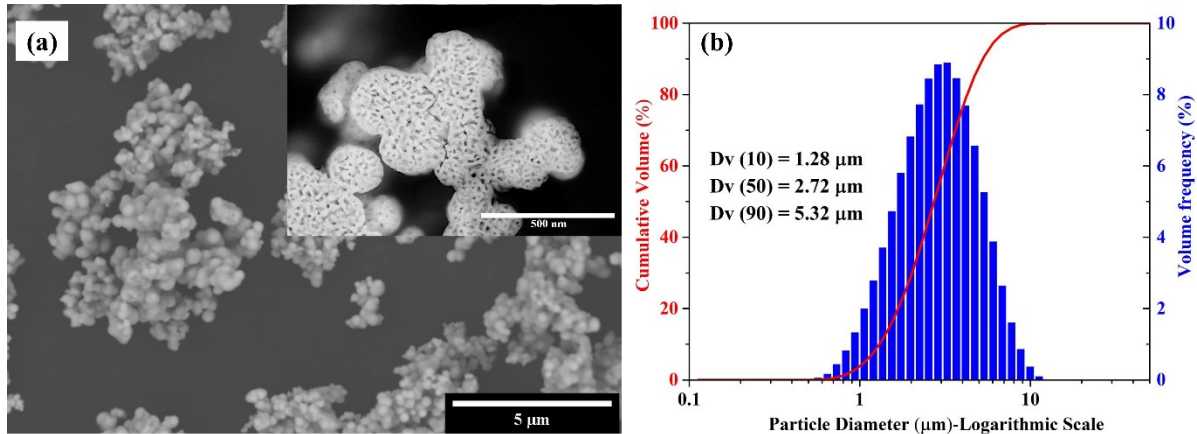 (a)
500 nm
5 μm
(b)
Cumulative Volume (%)
100
80
60
40
20
0
Dv (10) = 1.28 μm
Dv (50) = 2.72 μm
Dv (90) = 5.32 μm
10
8
6
4
2
0
Volume frequency (%)
0.1
1
10
Particle Diameter (μm)-Logarithmic Scale